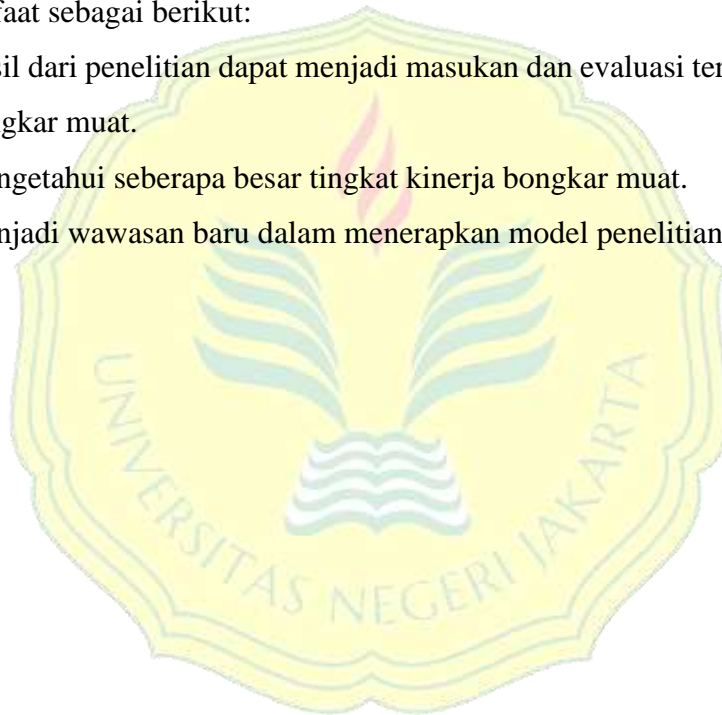 faat sebagai berikut:
sil dari penelitian dapat menjadi masukan dan evaluasi ter
gkar muat.
ngetahui seberapa besar tingkat kinerja bongkar muat.
njadi wawasan baru dalam menerapkan model penelitian
UNIVERSITAS NEGERI JAKARTA